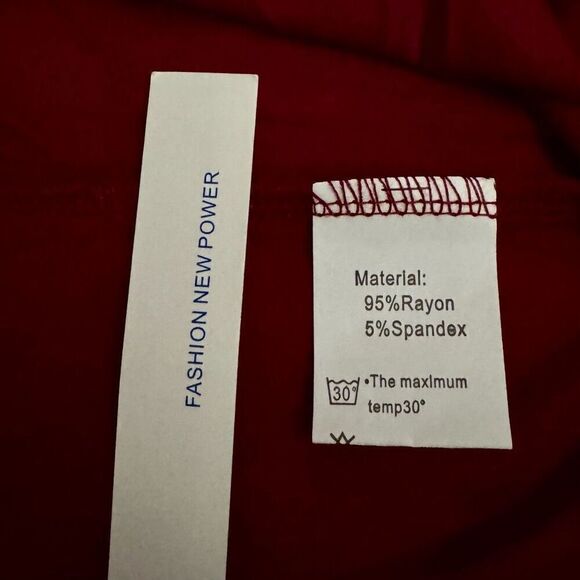 FASHION NEW POWER
Material:
95%Rayon
5%Spandex
30°
•The maximum
temp30°